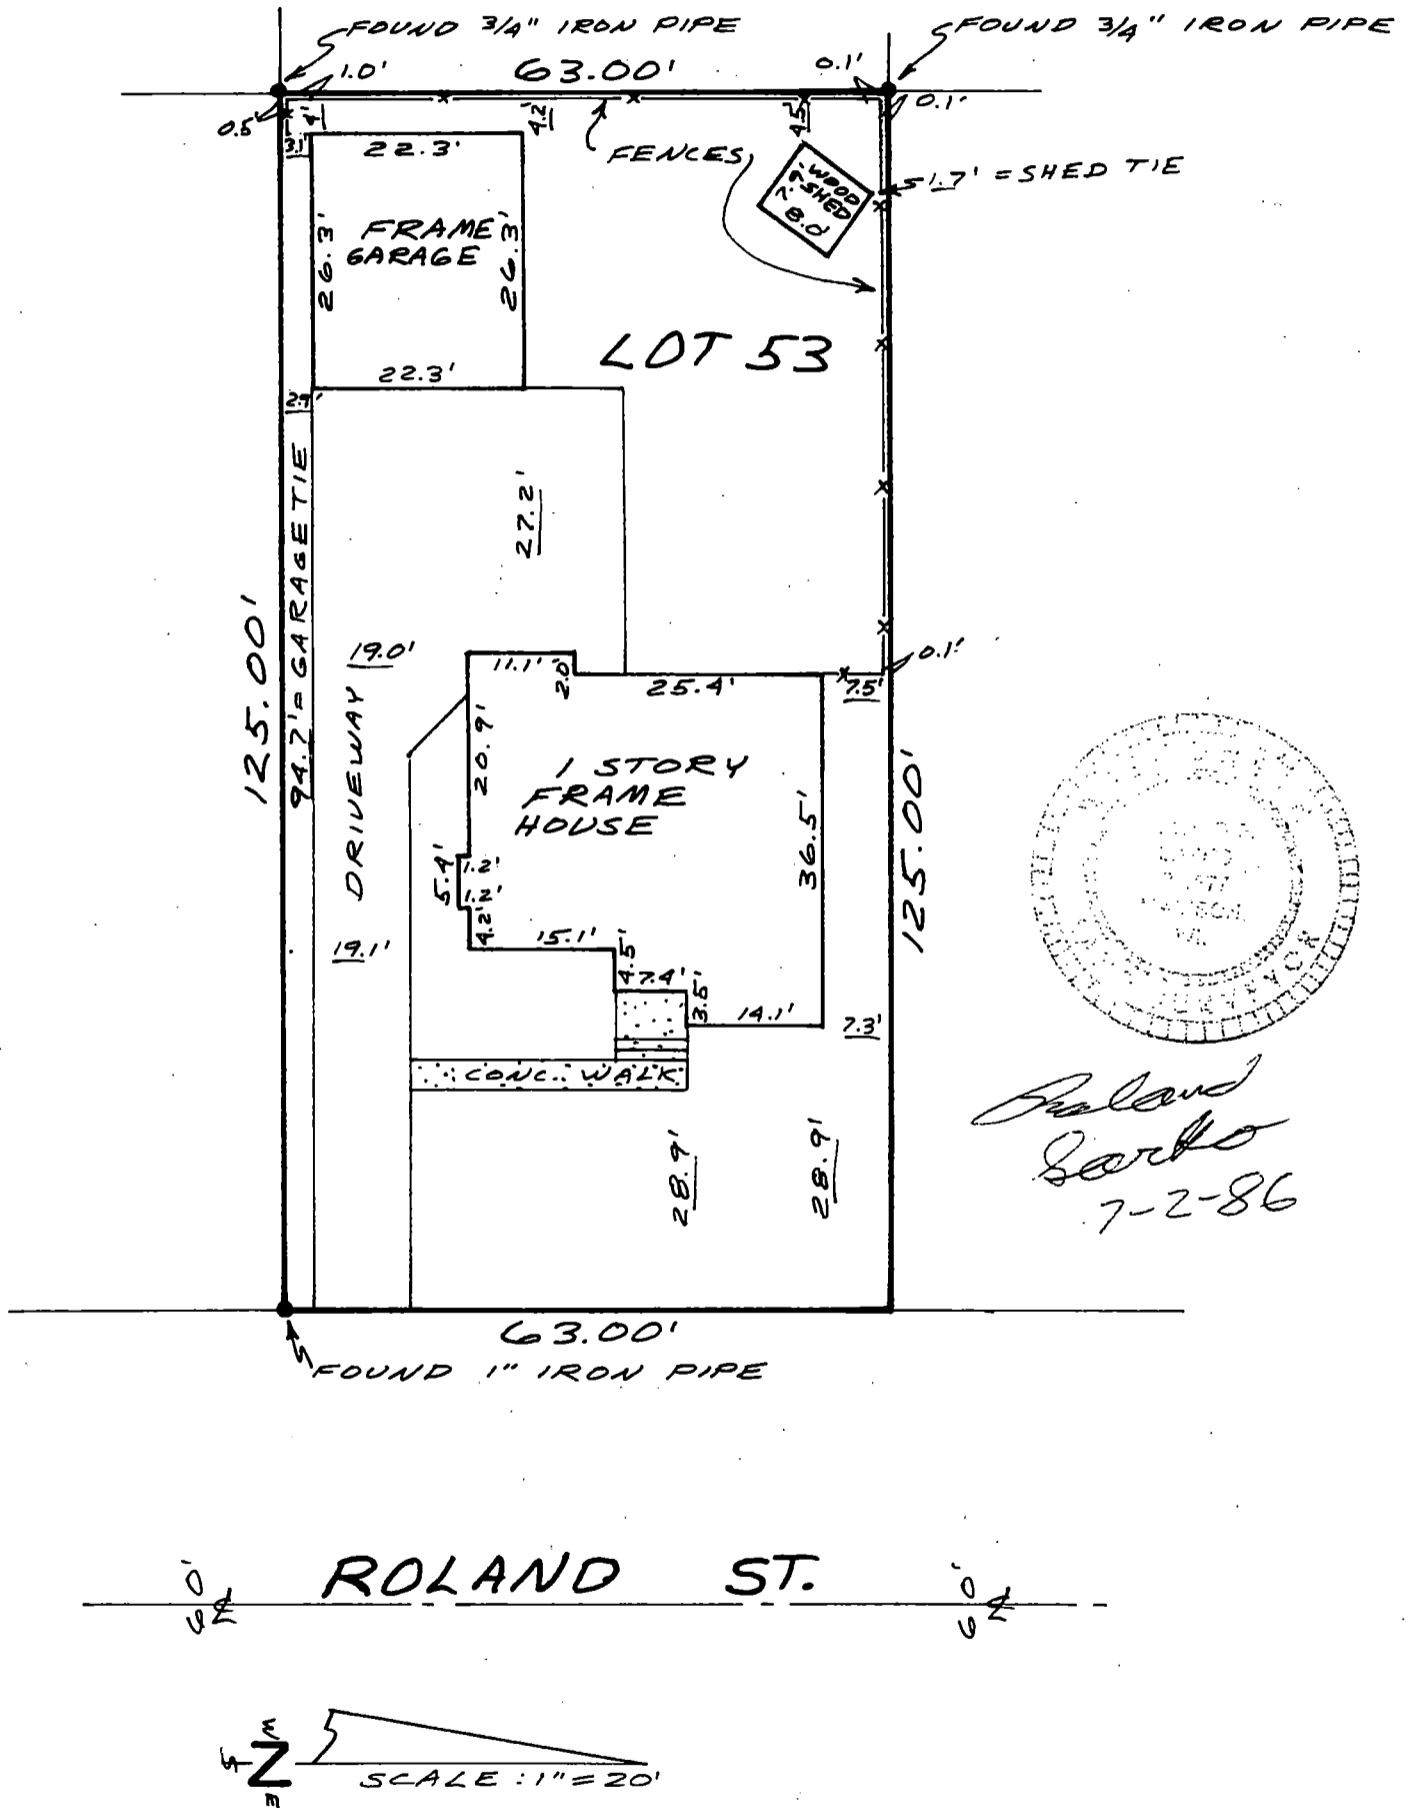 FOUND 3/4" IRON PIPE
FOUND 3/4" IRON PIPE
1.0'
63.00'
0.1'
0.1'
0.5'
4'
4.2'
4.5'
3.1'
22.3'
FENCES
WOOD
SHED
7.6'
8.0'
1.7' = SHED TIE
26.3'
FRAME
GARAGE
26.3'
LOT 53
22.3'
2.9'
27.2'
125.00'
94.7' = GARAGE TIE
DRIVEWAY
19.0'
11.1'
2.0'
25.4'
7.5'
0.1'
20.9'
1 STORY
FRAME
HOUSE
36.5'
125.00'
5.4'
1.2'
1.2'
4.2'
19.1'
15.1'
4.5'
7.4'
3.5'
14.1'
7.3'
CONC. WALK
28.9'
28.9'
SURVEYOR
Roland
Sarko
7-2-86
63.00'
FOUND 1" IRON PIPE
ROLAND ST.
60'
60'
N
W
E
SCALE : 1" = 20'